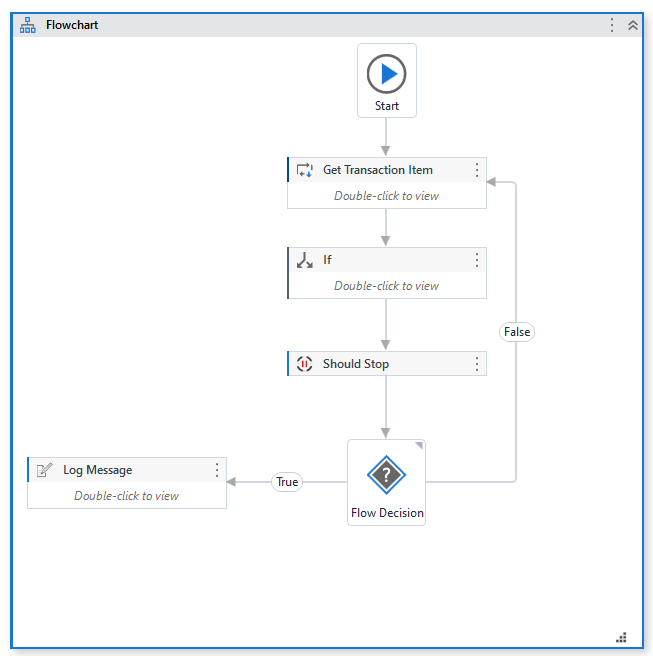 Flowchart
Start
Get Transaction Item
Double-click to view
If
Double-click to view
False
Should Stop
Log Message
Double-click to view
True
?
Flow Decision